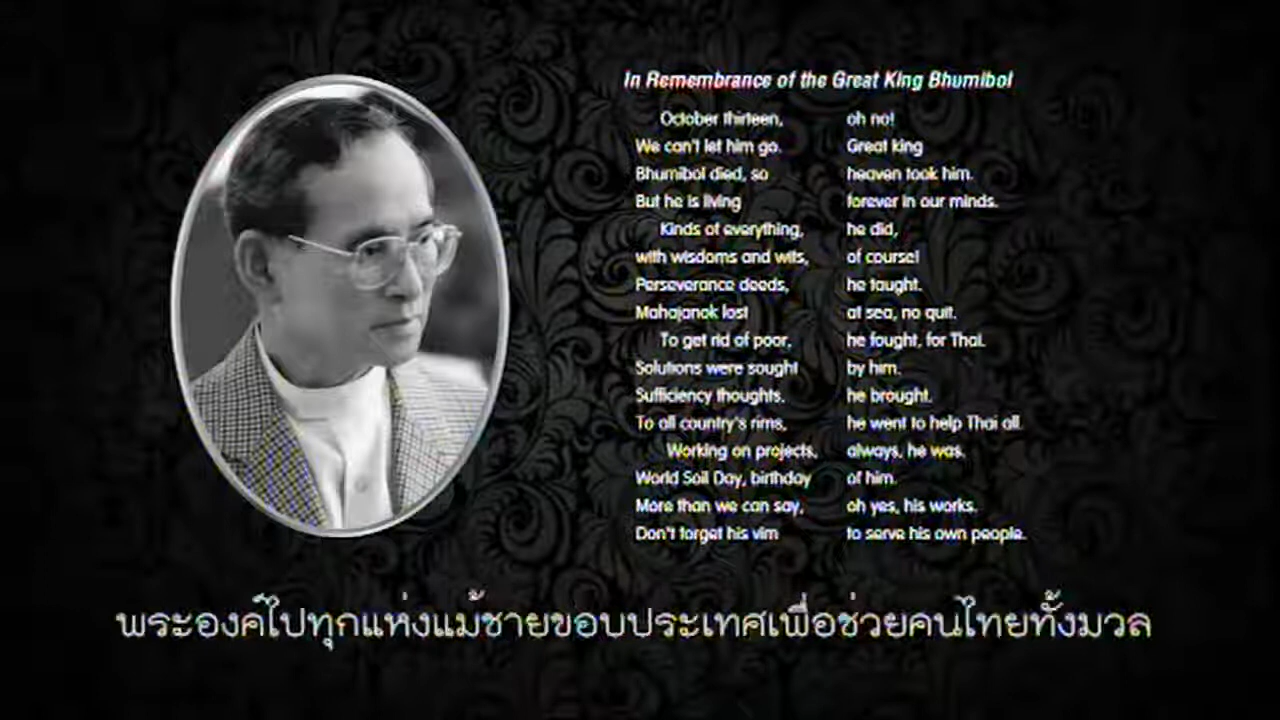 In Remembrance of the Great King Bhumibol
October thirteen, oh no!
We can't let him go. Great king
Bhumibol died, so heaven took him.
But he is living forever in our minds.
Kinds of everything, he did,
with wisdoms and wits, of course!
Perseverance deeds, he taught.
Mahajanok lost at sea, no quit.
To get rid of poor, he fought, for Thai.
Solutions were sought by him.
Sufficiency thoughts. he brought.
To all country's rims, he went to help Thai all.
Working on projects, always, he was.
World Soil Day, birthday of him.
More than we can say, oh yes, his works.
Don't forget his vim to serve his own people.
พระองค์ไปทุกแห่งแม้ชายขอบประเทศเพื่อช่วยคนไทยทั้งมวล